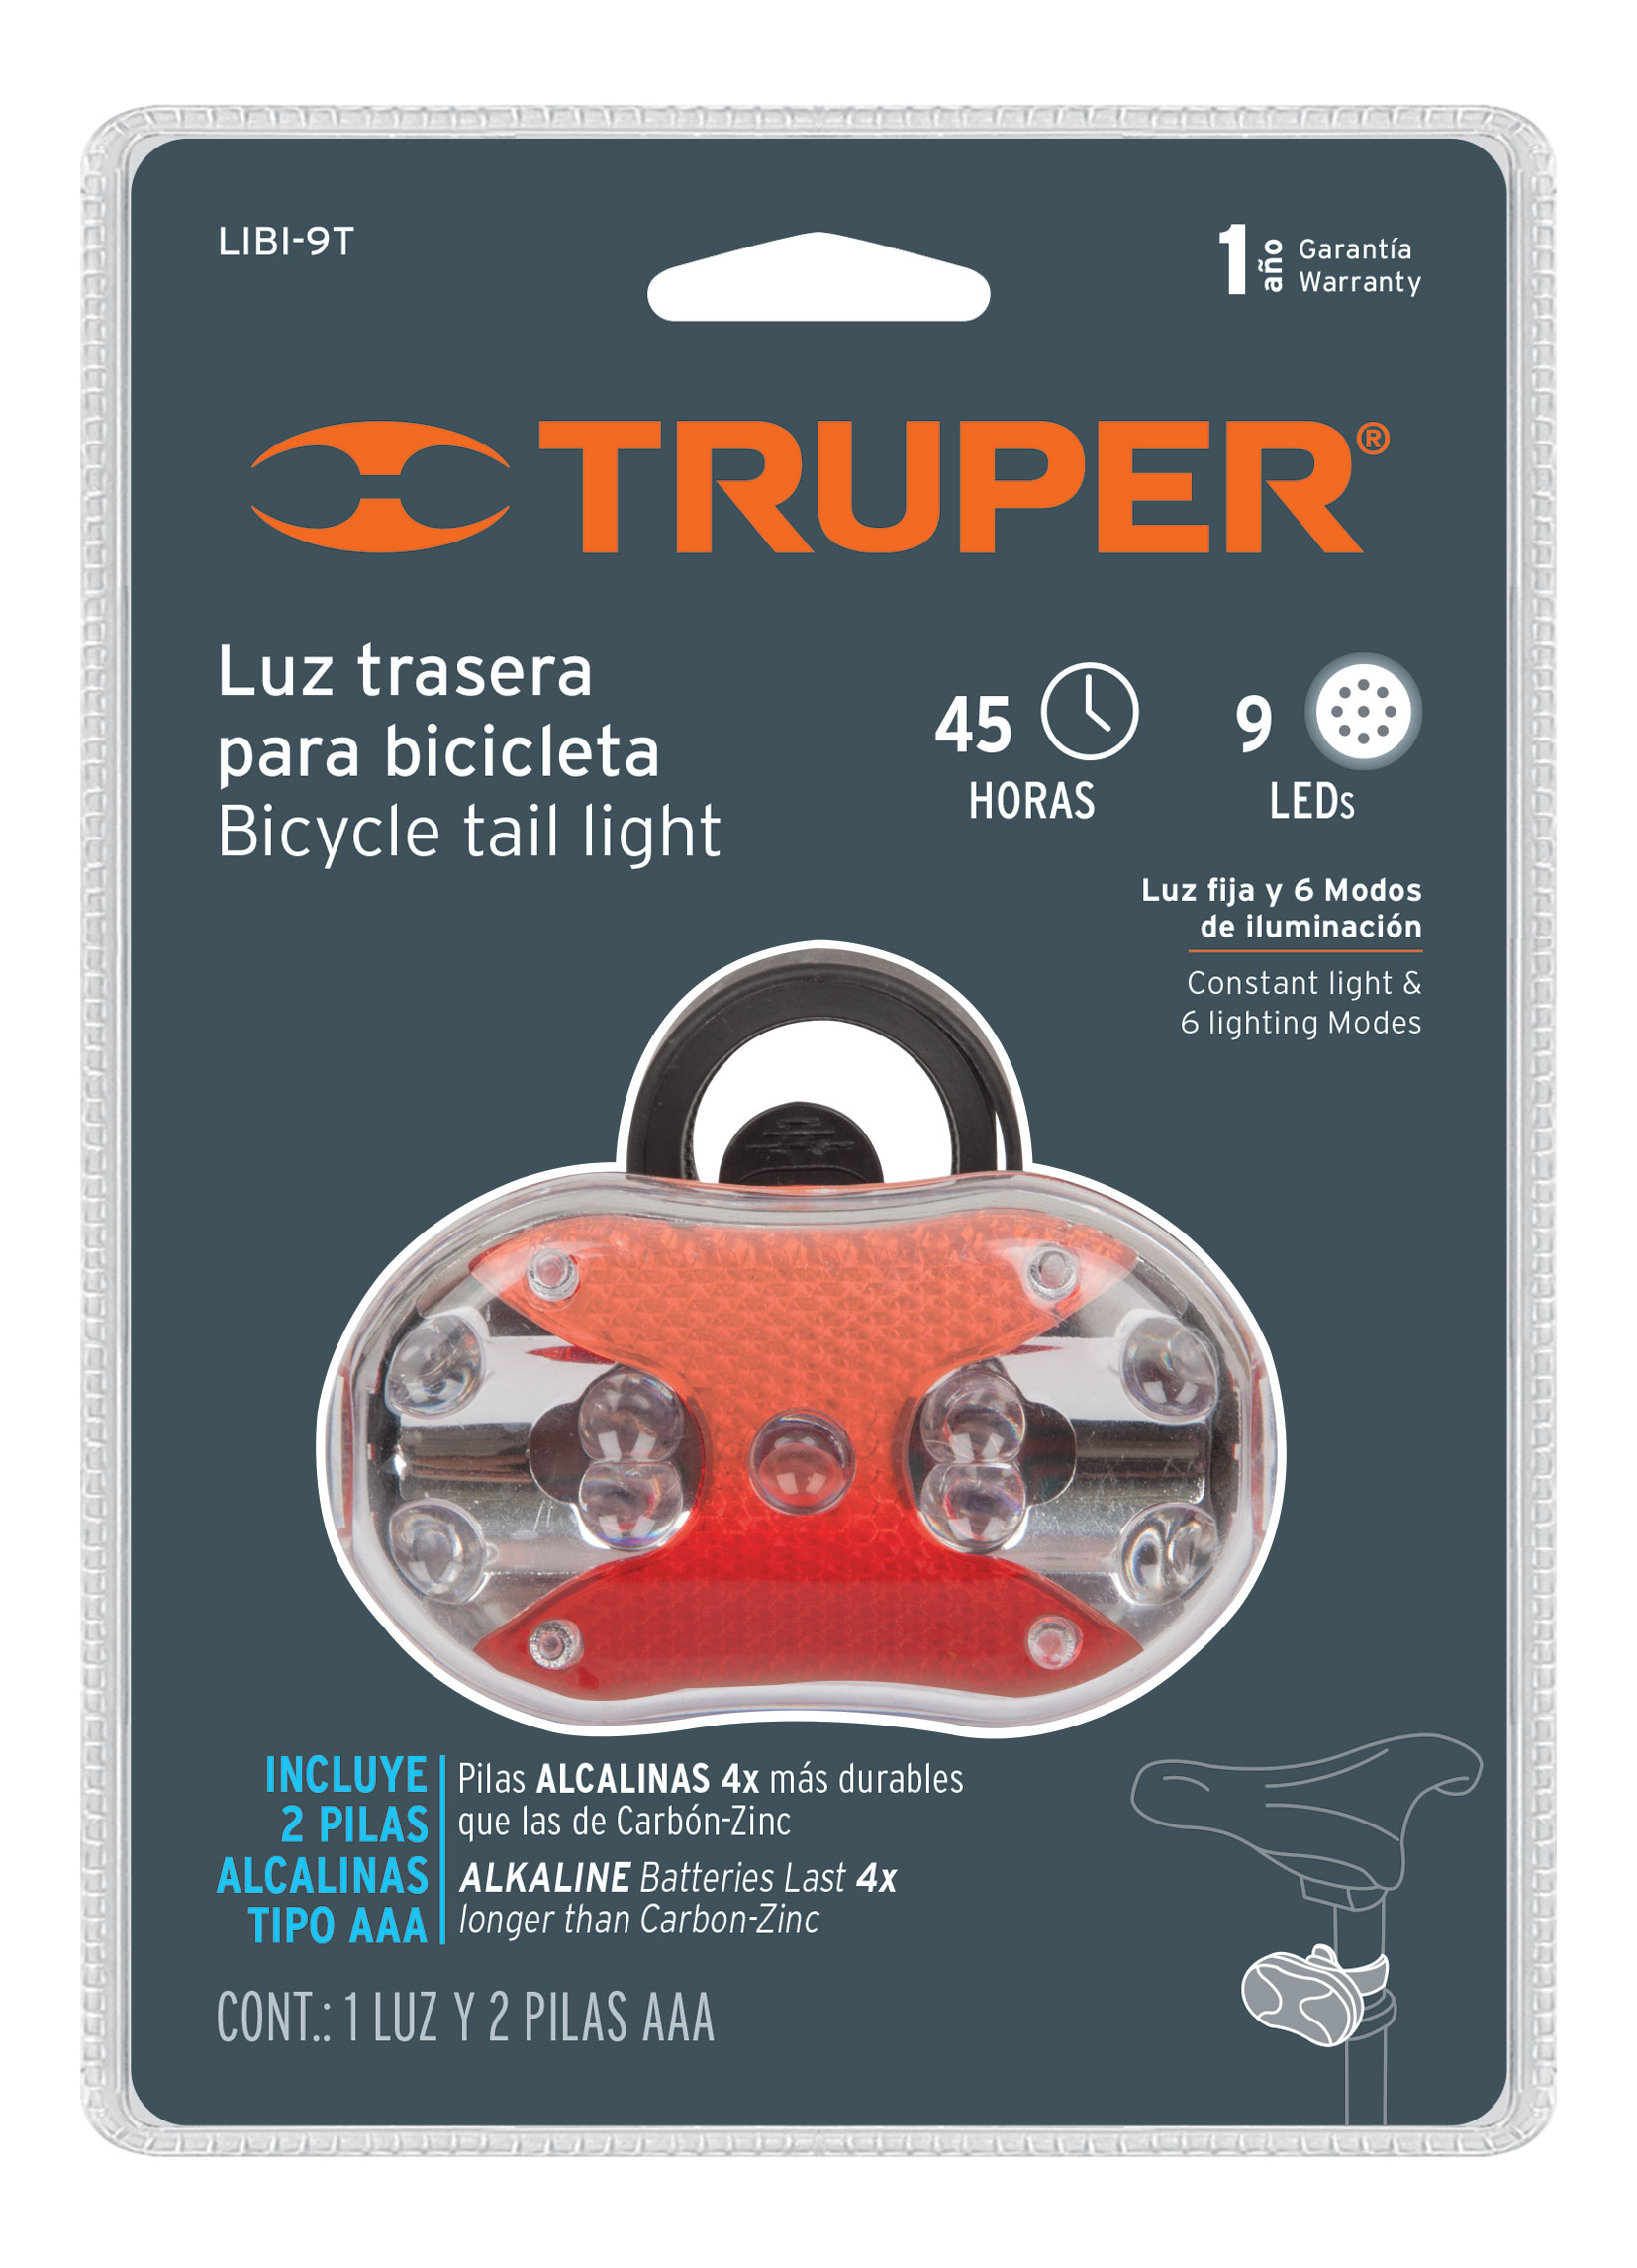 LIBI-9T
1 año Garantía
Warranty
TRUPER®
Luz trasera
para bicicleta
Bicycle tail light
45
HORAS
9
LEDs
Luz fija y 6 Modos
de iluminación
Constant light &
6 lighting Modes
INCLUYE
2 PILAS
ALCALINAS
TIPO AAA
Pilas ALCALINAS 4x más durables
que las de Carbón-Zinc
ALKALINE Batteries Last 4x
longer than Carbon-Zinc
CONT.: 1 LUZ Y 2 PILAS AAA